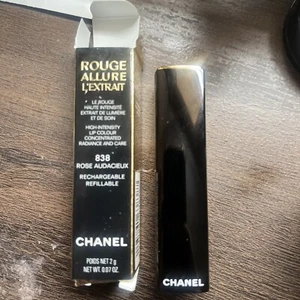 ROUGE
ALLURE
L'EXTRAIT
LE ROUGE
HAUTE INTENSITÉ
EXTRAIT DE LUMIÈRE
ET DE SOIN
HIGH-INTENSITY
LIP COLOUR
CONCENTRATED
RADIANCE AND CARE
838
ROSE AUDACIEUX
RECHARGEABLE
REFILLABLE
CHANEL
POIDS NET 2 g
NET WT. 0.07 OZ.
CHANEL